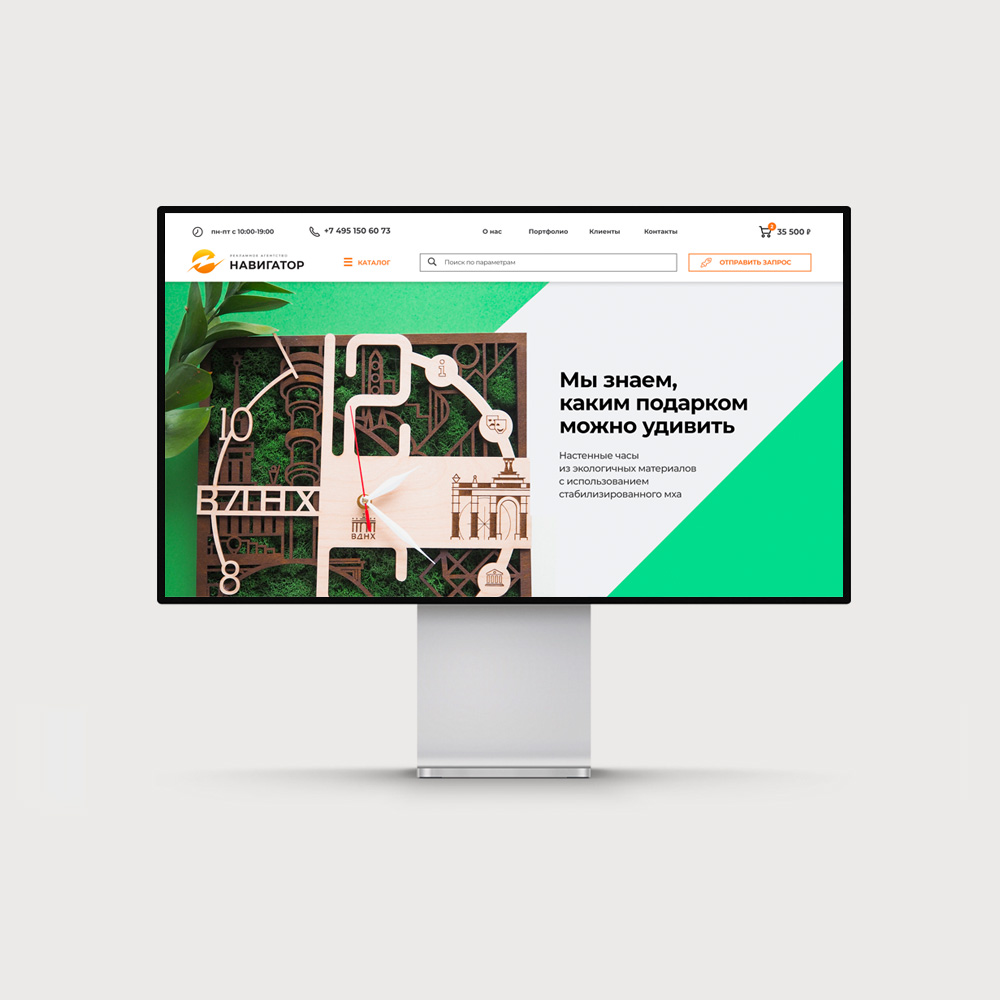 пн-пт с 10:00-19:00
+7 495 150 60 73
О нас
Портфолио
Клиенты
Контакты
3
35 500 ₽
РЕКЛАМНОЕ АГЕНТСТВО
НАВИГАТОР
КАТАЛОГ
Поиск по параметрам
ОТПРАВИТЬ ЗАПРОС
Мы знаем,
каким подарком
можно удивить
Настенные часы
из экологичных материалов
с использованием
стабилизированного мха
12
i
10
ВДНХ
ВДНХ
8